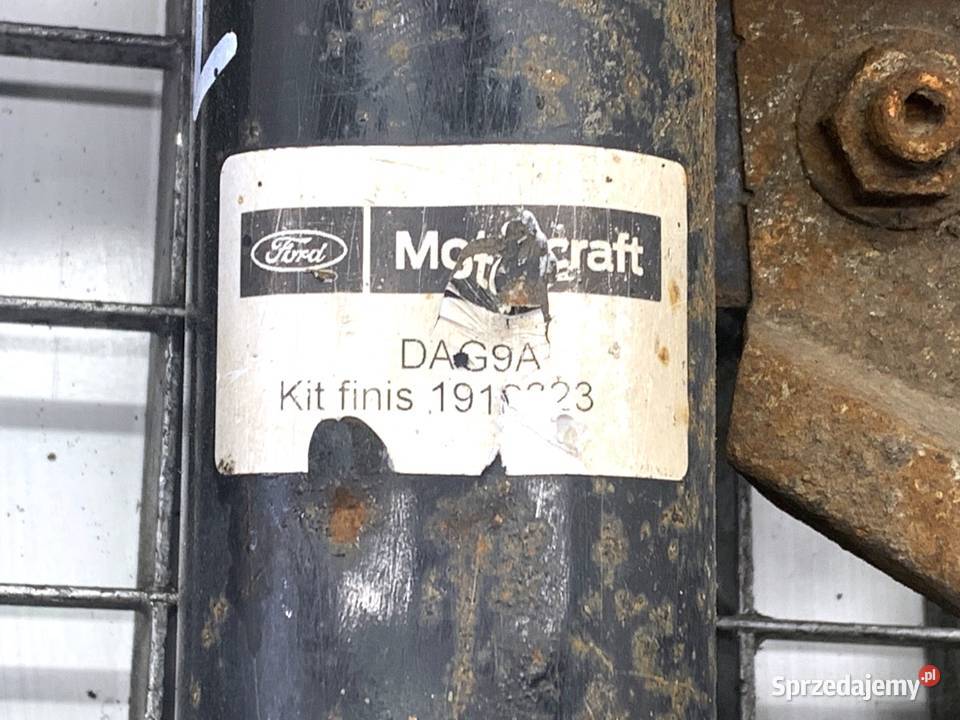 Ford
Motorcraft
DAG9A
Kit finis
Sprzedajemy.pl